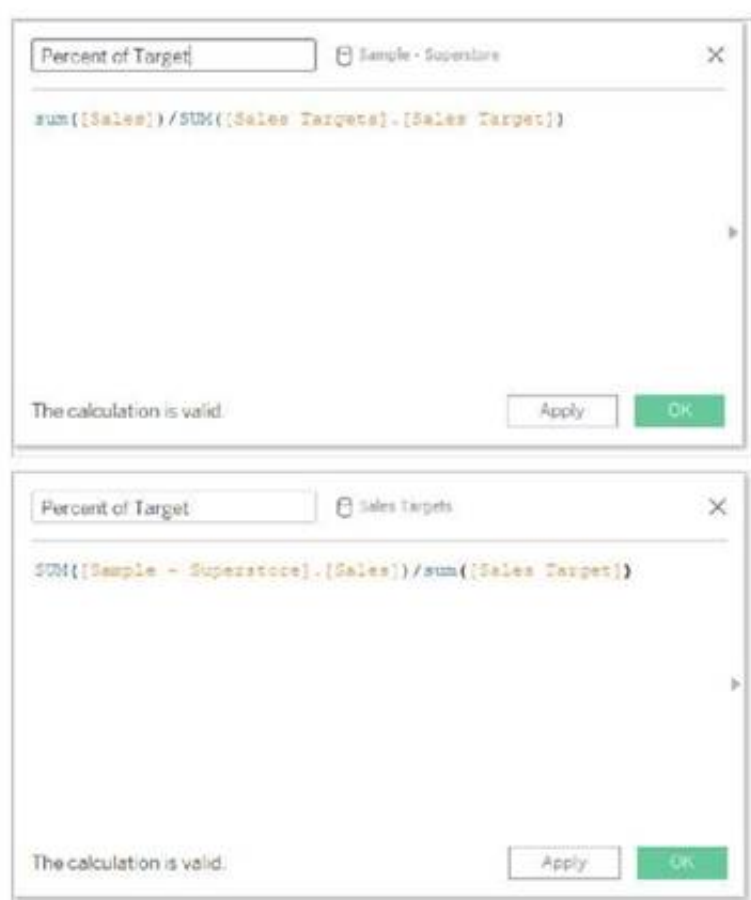 Percent of Target
Sample - Superstore
sum([Sales])/SUM([Sales Targets].[Sales Target])
The calculation is valid.
Apply
OK
Percent of Target
Sales Targets
SUM([Sample - Superstore].[Sales])/sum([Sales Target])
The calculation is valid.
Apply
OK